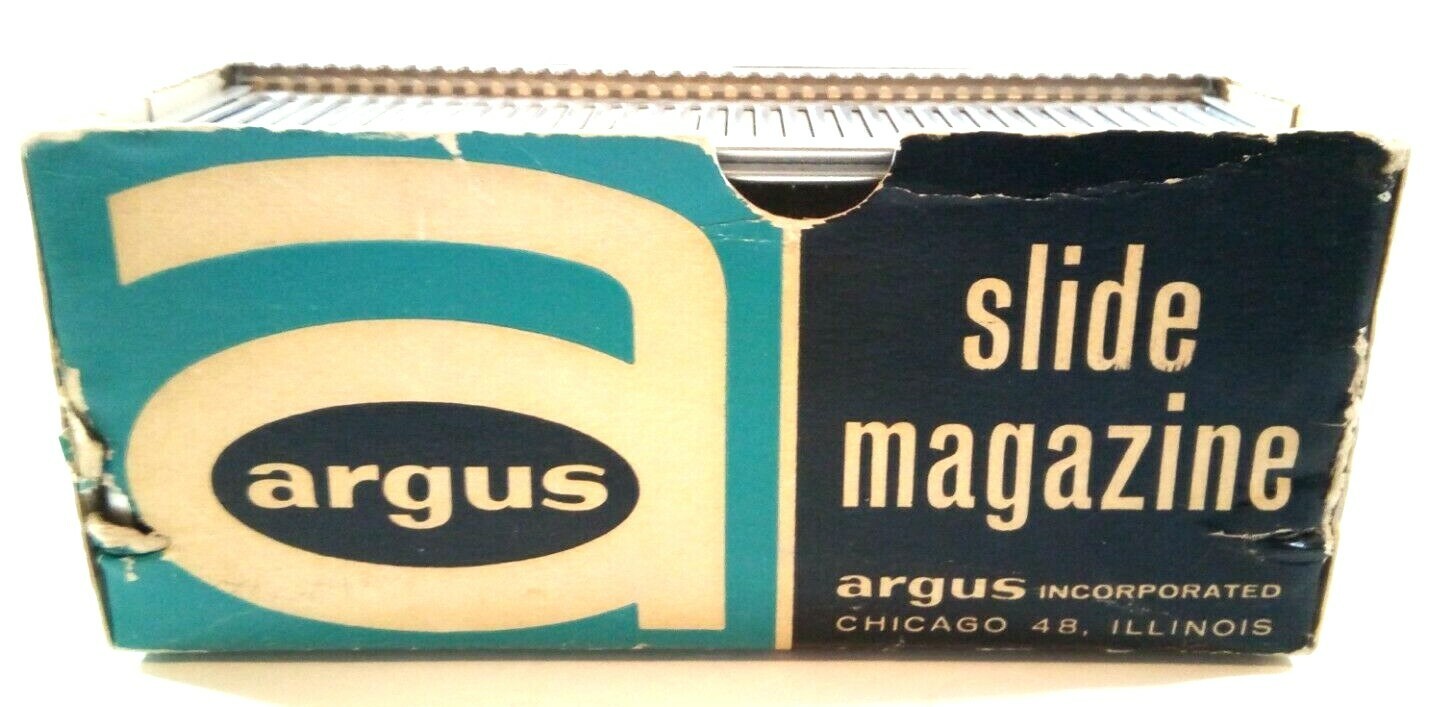 argus
slide
magazine
argus INCORPORATED
CHICAGO 48, ILLINOIS